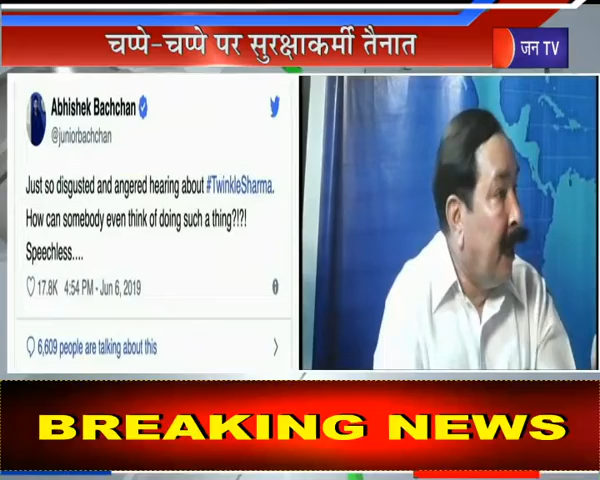 चप्पे-चप्पे पर सुरक्षाकर्मी तैनात
जन TV
Abhishek Bachchan
@juniorbachchan
Just so disgusted and angered hearing about #TwinkleSharma.
How can somebody even think of doing such a thing?!?!
Speechless....
17.8K 4:54 PM - Jun 6, 2019
6,609 people are talking about this
BREAKING NEWS